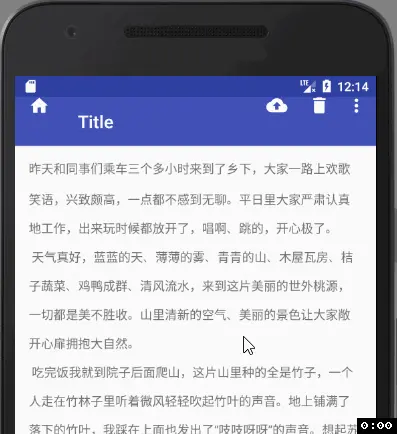 LTE 12:14
Title
昨天和同事们乘车三个多小时来到了乡下，大家一路上欢歌
笑语，兴致颇高，一点都不感到无聊。平日里大家严肃认真
地工作，出来玩时候都放开了，唱啊、跳的，开心极了。
天气真好，蓝蓝的天、薄薄的雾、青青的山、木屋瓦房、桔
子蔬菜、鸡鸭成群、清风流水，来到这片美丽的世外桃源，
一切都是美不胜收。山里清新的空气、美丽的景色让大家敞
开心扉拥抱大自然。
吃完饭我就到院子后面爬山，这片山里种的全是竹子，一个
人走在竹林子里听着微风轻轻吹起竹叶的声音。地上铺满了
落下的竹叶，我踩在上面也发出了“吱吱呀呀”的声音。想起苏
0:00